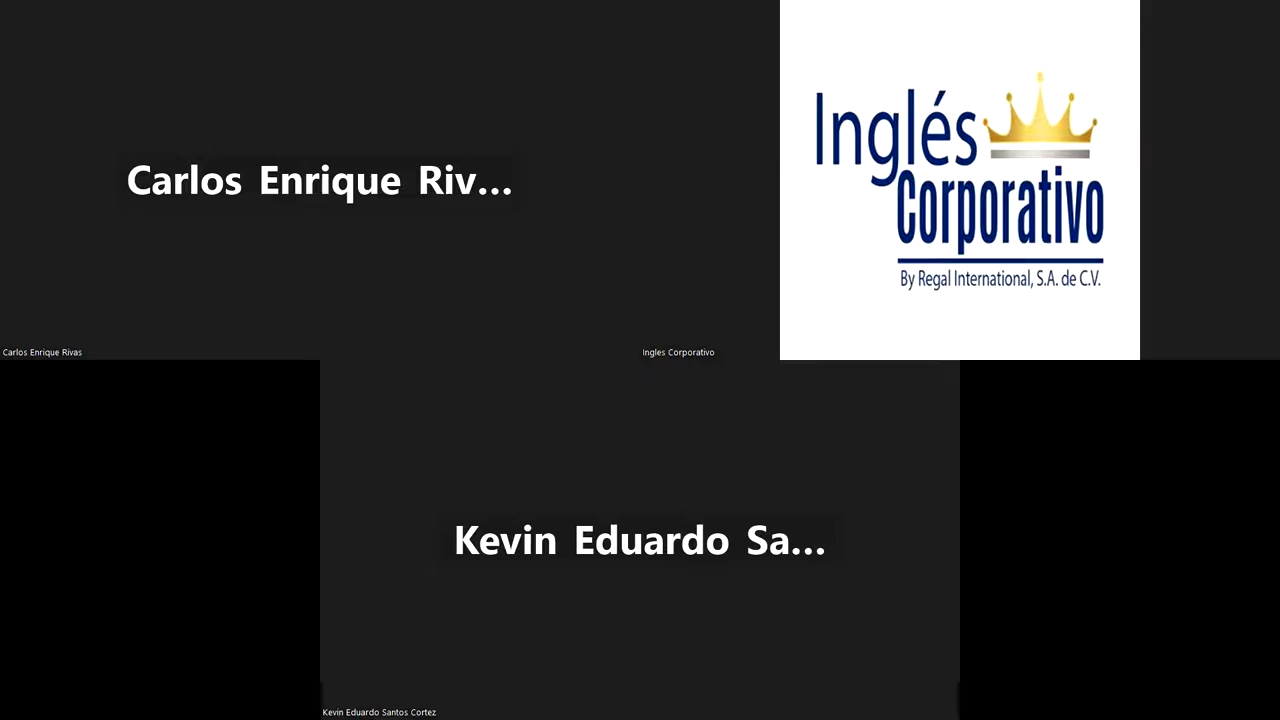 Carlos Enrique Riv...
Inglés
Corporativo
By Regal International, S.A. de C.V.
Carlos Enrique Rivas
Ingles Corporativo
Kevin Eduardo Sa...
Kevin Eduardo Santos Cortez